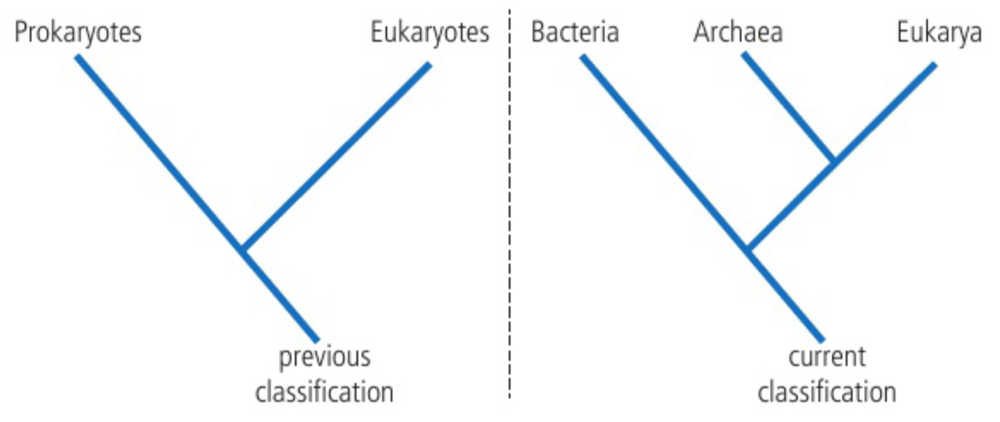 Prokaryotes
Eukaryotes
previous
classification
Bacteria
Archaea
Eukarya
current
classification